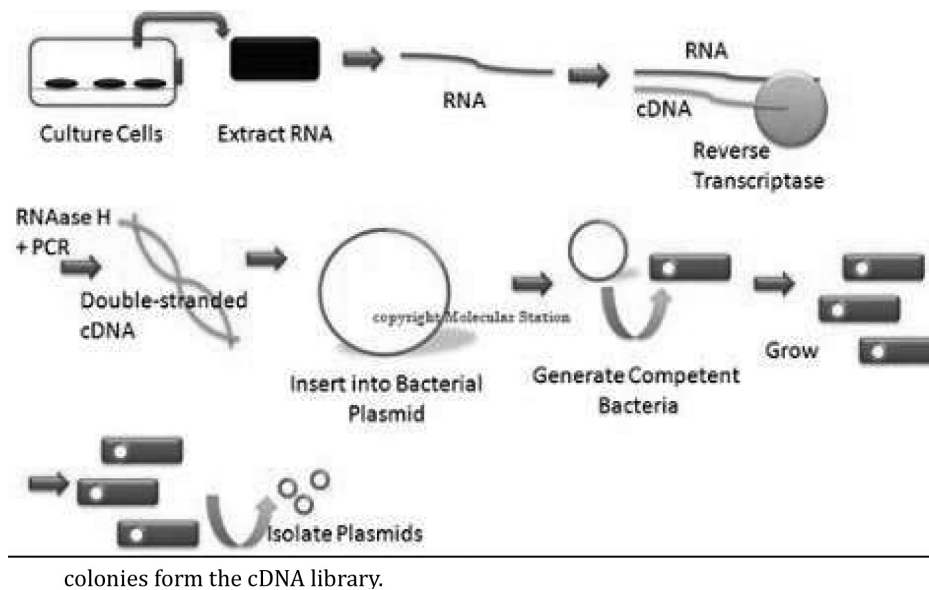 Culture Cells
Extract RNA
RNA
RNA
cDNA
Reverse
Transcriptase
RNAase H
+ PCR
Double-stranded
cDNA
copyright Molecular Station
Insert into Bacterial
Plasmid
Generate Competent
Bacteria
Grow
Isolate Plasmids
colonies form the cDNA library.